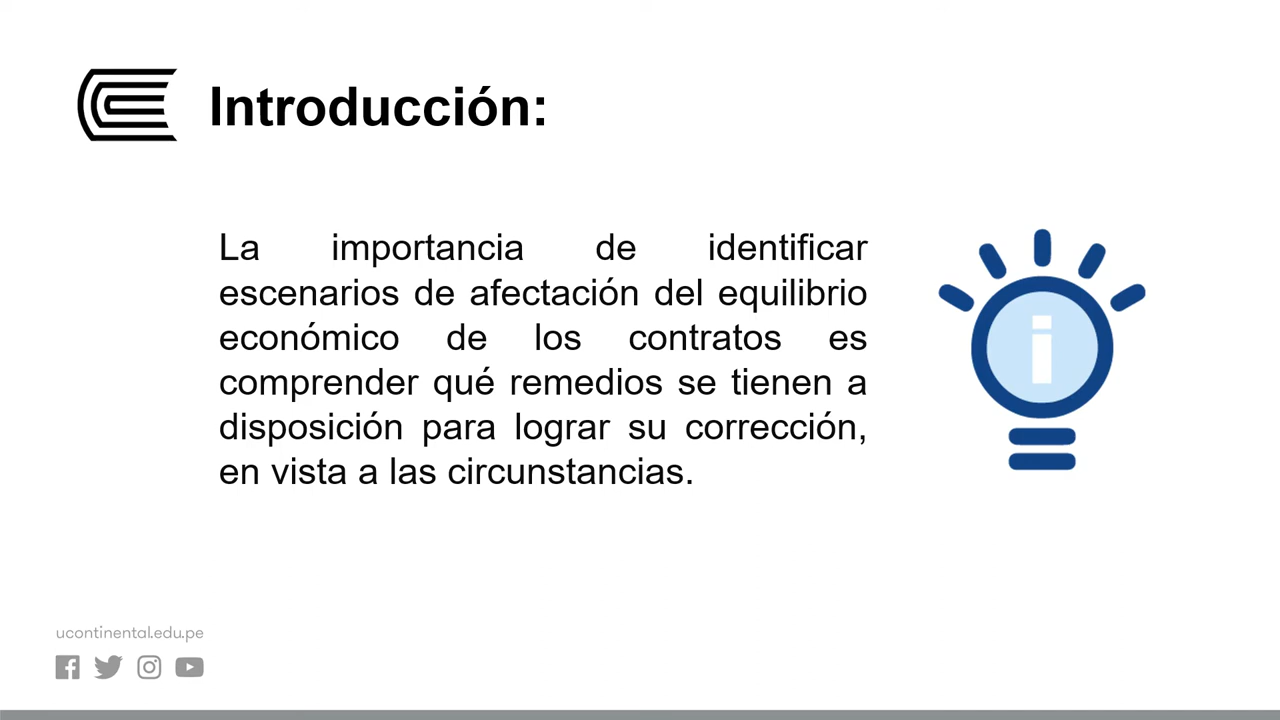 Introducción:
La importancia de identificar
escenarios de afectación del equilibrio
económico de los contratos es
comprender qué remedios se tienen a
disposición para lograr su corrección,
en vista a las circunstancias.
i
ucontinental.edu.pe